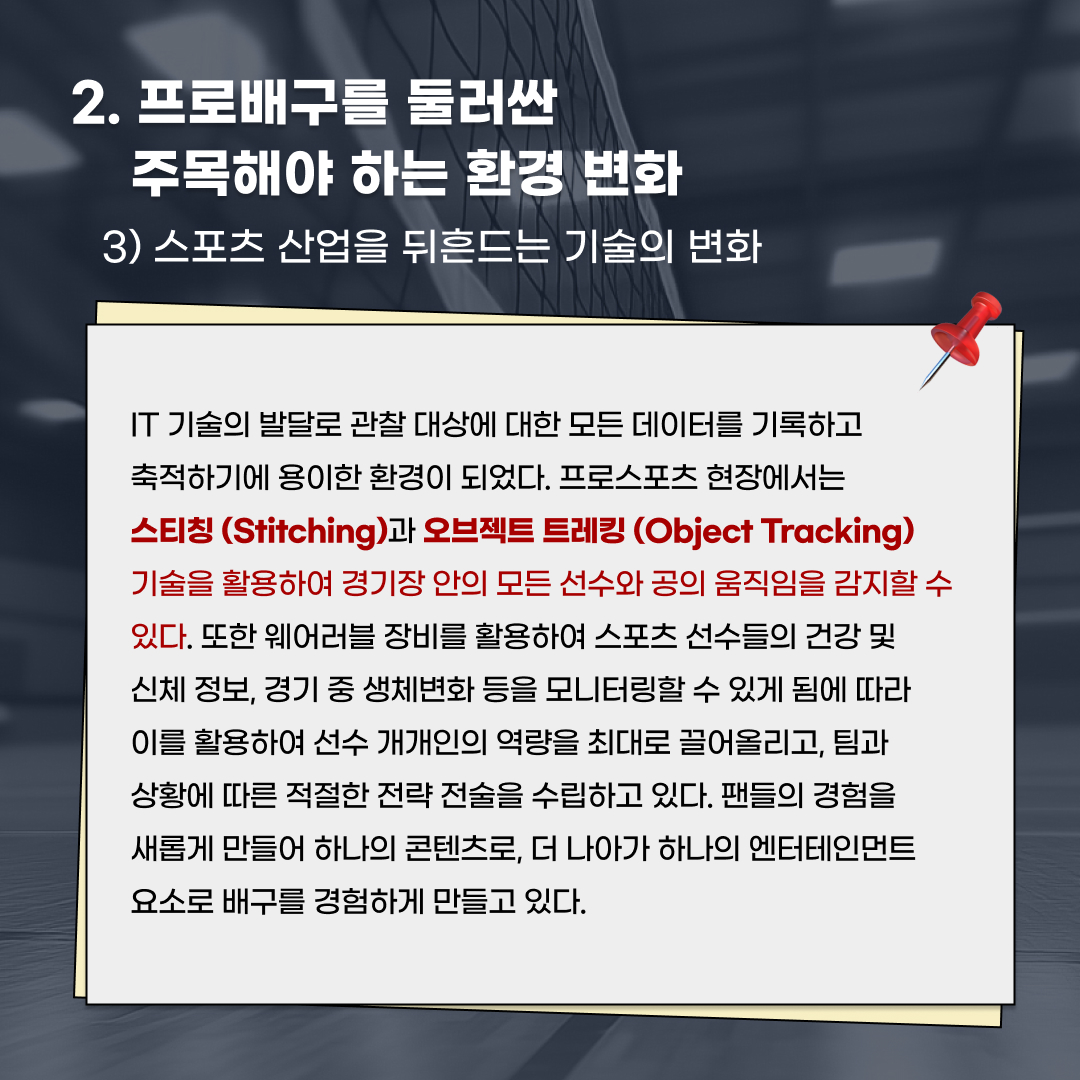 2. 프로배구를 둘러싼
주목해야 하는 환경 변화
3) 스포츠 산업을 뒤흔드는 기술의 변화
IT 기술의 발달로 관찰 대상에 대한 모든 데이터를 기록하고
축적하기에 용이한 환경이 되었다. 프로스포츠 현장에서는
스티칭 (Stitching)과 오브젝트 트레킹 (Object Tracking)
기술을 활용하여 경기장 안의 모든 선수와 공의 움직임을 감지할 수
있다. 또한 웨어러블 장비를 활용하여 스포츠 선수들의 건강 및
신체 정보, 경기 중 생체변화 등을 모니터링할 수 있게 됨에 따라
이를 활용하여 선수 개개인의 역량을 최대로 끌어올리고, 팀과
상황에 따른 적절한 전략 전술을 수립하고 있다. 팬들의 경험을
새롭게 만들어 하나의 콘텐츠로, 더 나아가 하나의 엔터테인먼트
요소로 배구를 경험하게 만들고 있다.